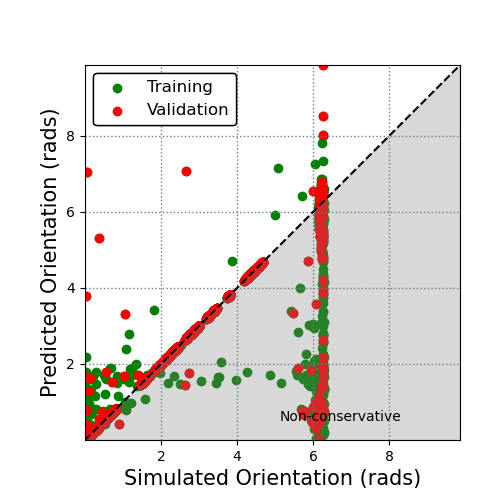 Training
Validation
Predicted Orientation (rads)
8
6
4
2
Non-conservative
2
4
6
8
Simulated Orientation (rads)